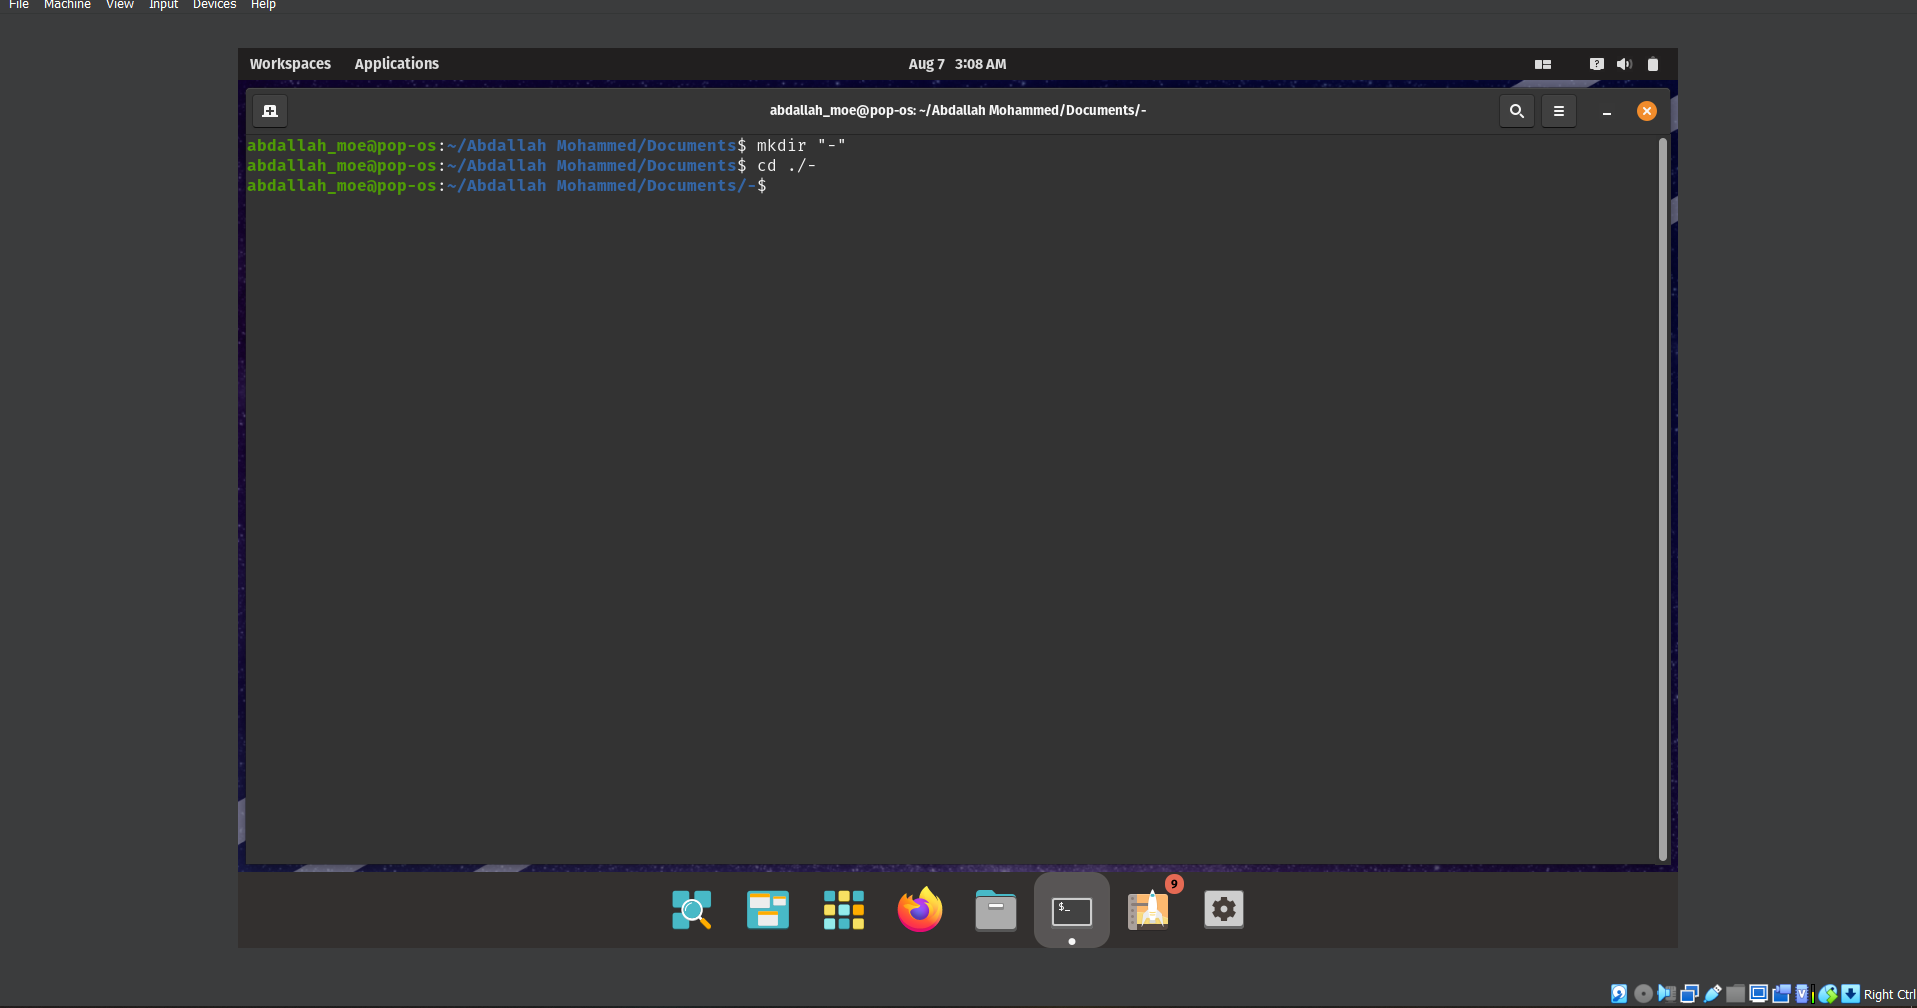 File Machine View Input Devices Help
Workspaces Applications Aug 7 3:08 AM
abdallah_moe@pop-os: ~/Abdallah Mohammed/Documents/-
abdallah_moe@pop-os:~/Abdallah Mohammed/Documents$ mkdir "-"
abdallah_moe@pop-os:~/Abdallah Mohammed/Documents$ cd ./-
abdallah_moe@pop-os:~/Abdallah Mohammed/Documents/-$
$_
9
Right Ctrl